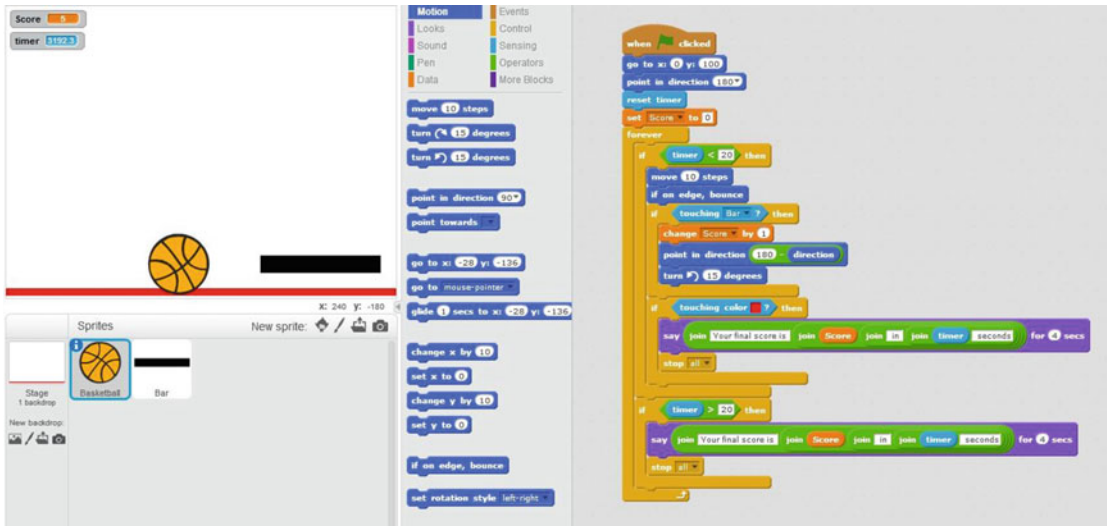 Score 5
timer 3192.3
x: 240 y: -180
Sprites
New sprite:
Stage
1 backdrop
New backdrop:
Basketball
Bar
Motion
Events
Looks
Control
Sound
Sensing
Pen
Operators
Data
More Blocks
move 10 steps
turn 15 degrees
turn 15 degrees
point in direction 90
point towards
go to x: -28 y: -136
go to mouse-pointer
glide 1 secs to x: -28 y: -136
change x by 10
set x to 0
change y by 10
set y to 0
if on edge, bounce
set rotation style left-right
when clicked
go to x: 0 y: 100
point in direction 180
reset timer
set Score to 0
forever
if timer < 20 then
move 10 steps
if on edge, bounce
if touching Bar ? then
change Score by 1
point in direction 180 - direction
turn 15 degrees
if touching color ? then
say join Your final score is join Score join in join timer seconds for 4 secs
stop all
if timer > 20 then
say join Your final score is join Score join in join timer seconds for 4 secs
stop all